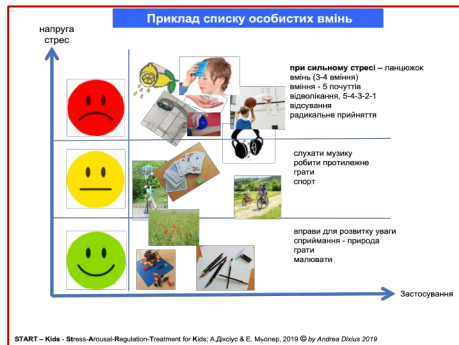 Приклад списку особистих вмінь
напруга
стрес
при сильному стресі – ланцюжок
вмінь (3-4 вміння)
вміння - 5 почуттів
відволікання, 5-4-3-2-1
відсування
радикальне прийняття
слухати музику
робити протилежне
грати
спорт
вправи для розвитку уваги
сприймання - природа
грати
малювати
Застосування
START – Kids - Stress-Arousal-Regulation-Treatment for Kids; А.Діксіус & Е. Мьопер, 2019 © by Andrea Dixius 2019